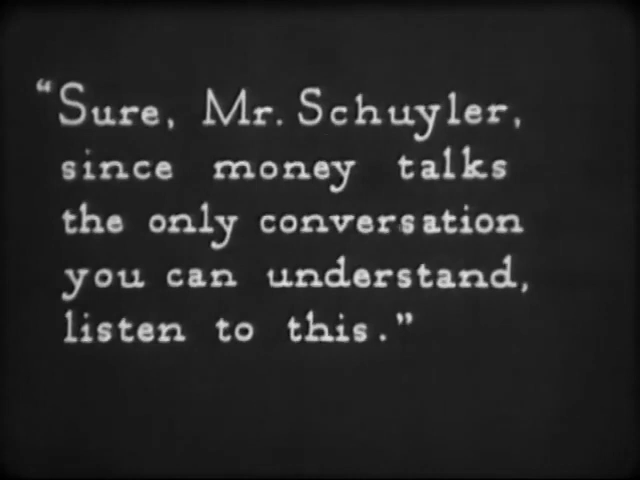 “Sure, Mr. Schuyler,
since money talks
the only conversation
you can understand,
listen to this.”